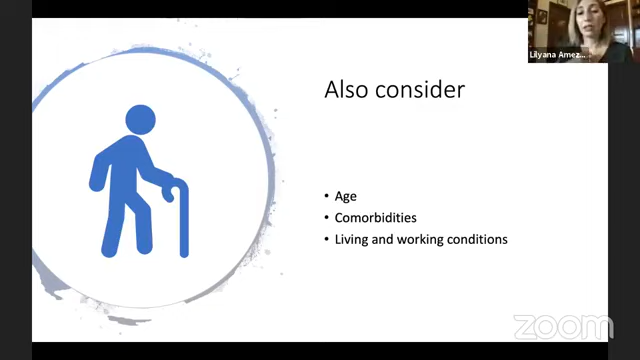 Lilyana Amez...
Also consider
• Age
• Comorbidities
• Living and working conditions
zoom